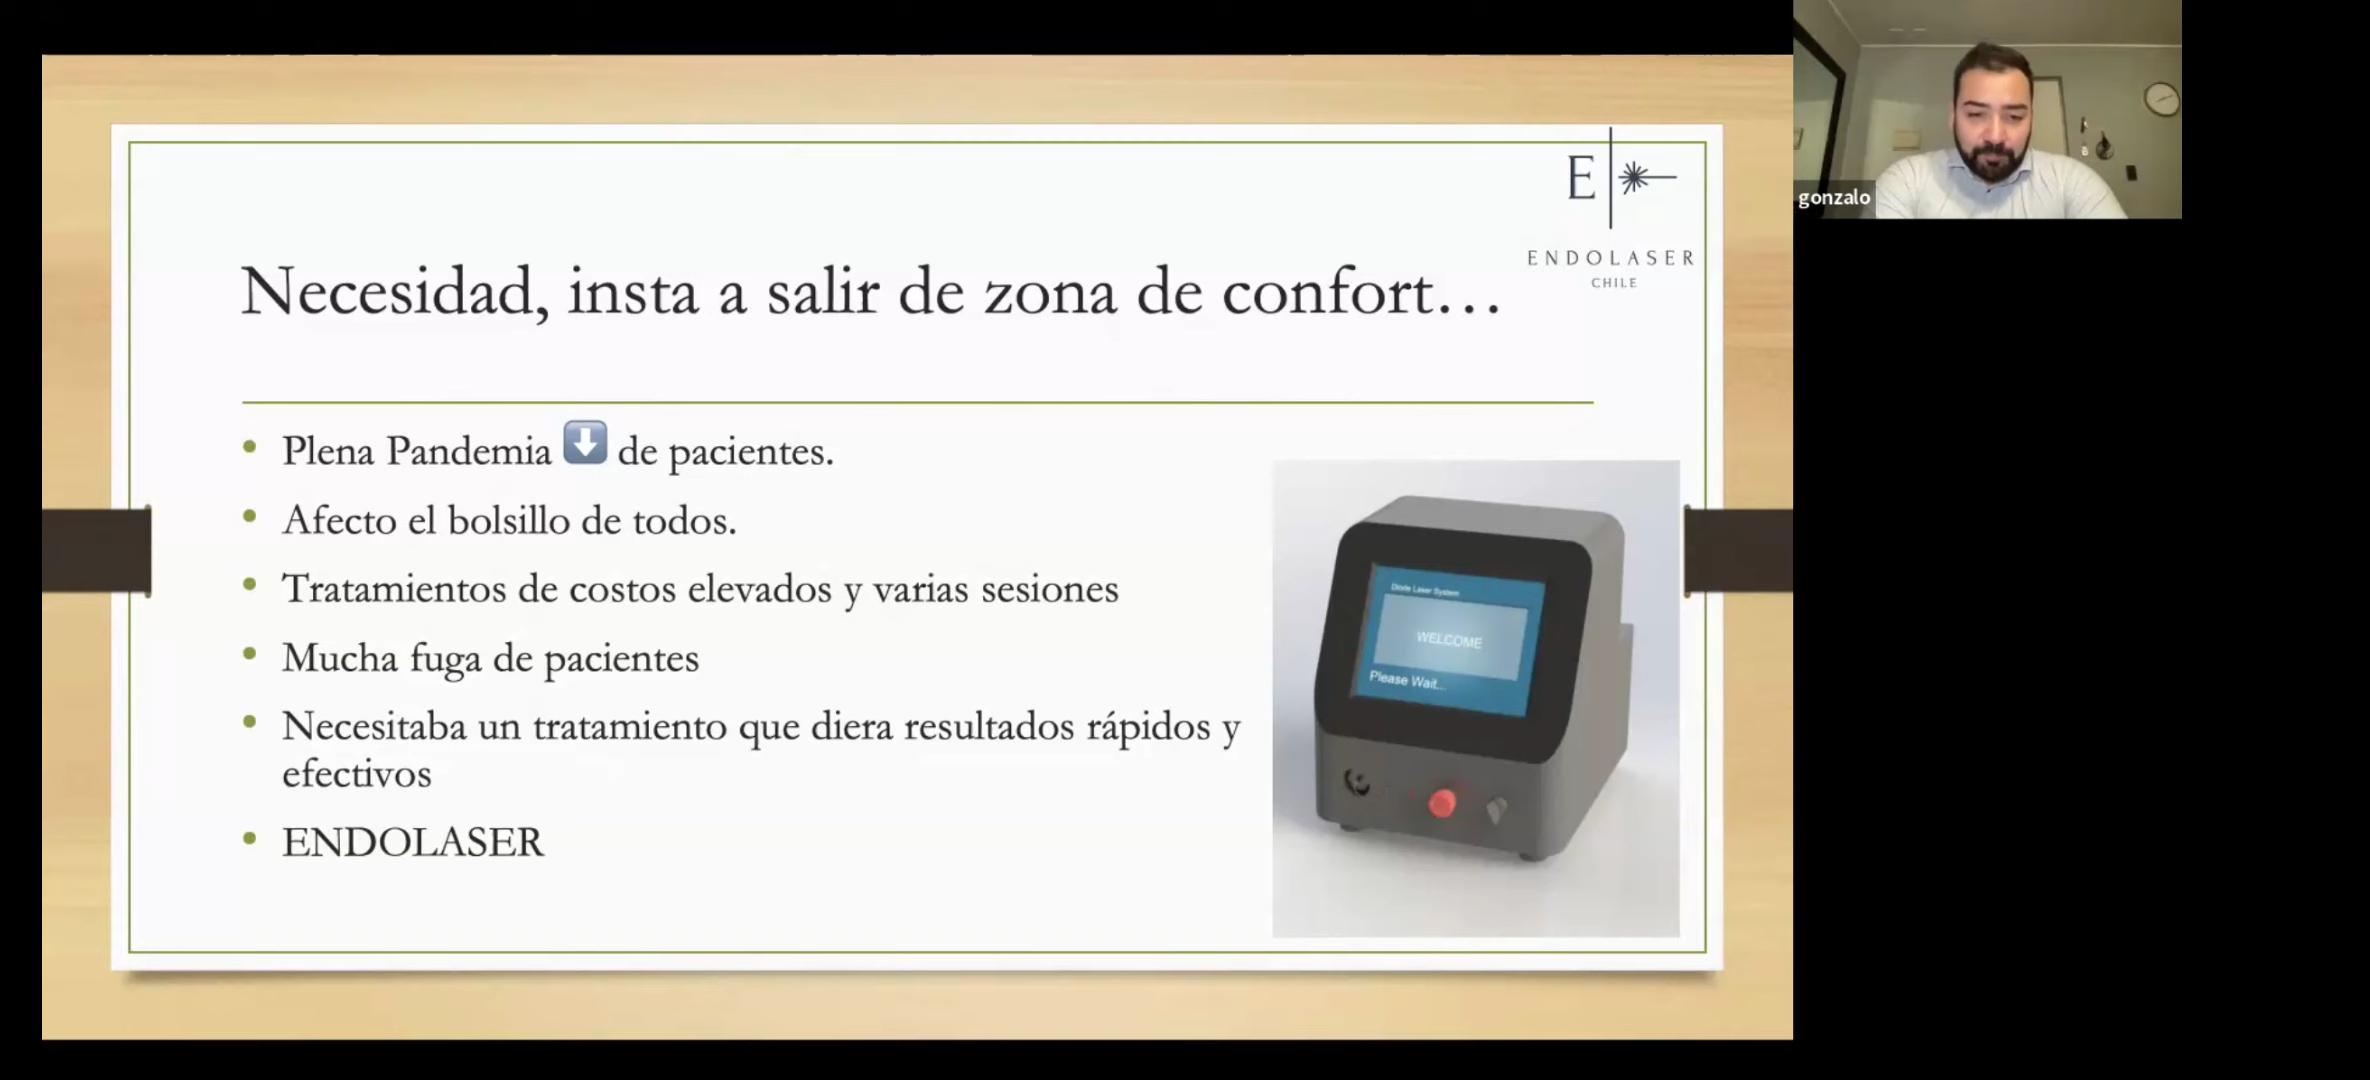 E
ENDOLASER
CHILE
gonzalo
Necesidad, insta a salir de zona de confort…
Plena Pandemia ⬇️ de pacientes.
Afecto el bolsillo de todos.
Tratamientos de costos elevados y varias sesiones
Mucha fuga de pacientes
Necesitaba un tratamiento que diera resultados rápidos y
efectivos
ENDOLASER
Diode Laser System
WELCOME
Please Wait...